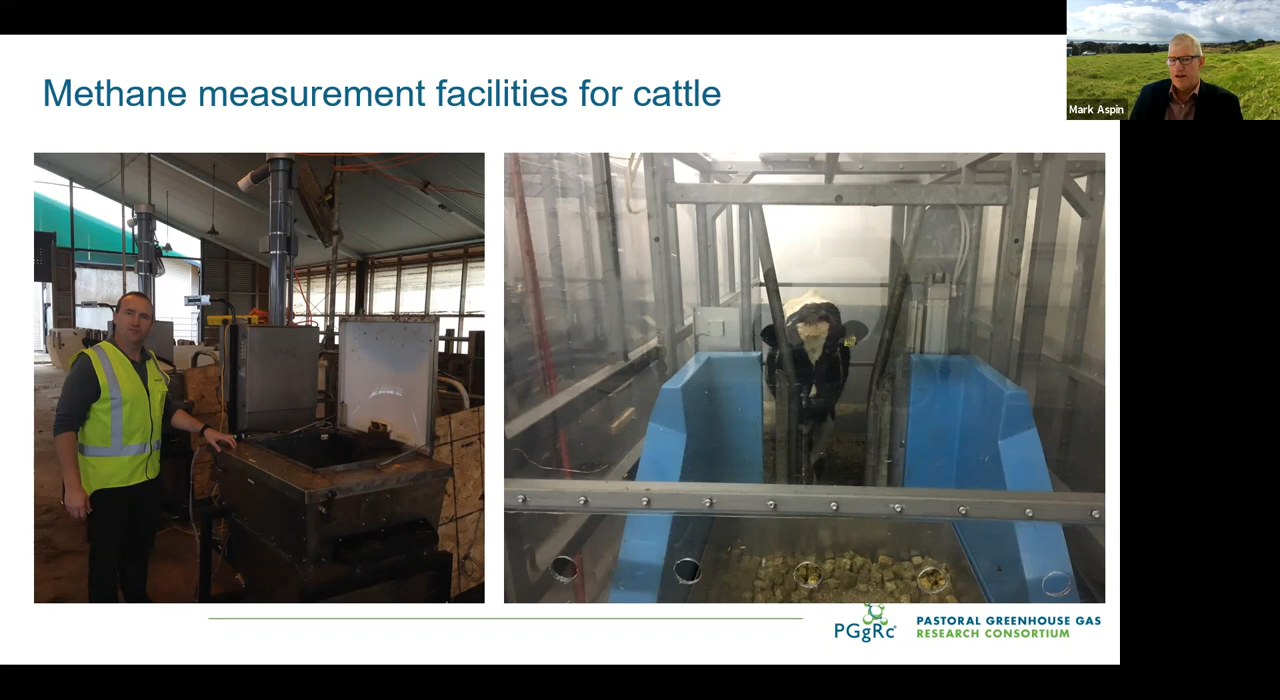 Methane measurement facilities for cattle
Mark Aspin
PGgRc
PASTORAL GREENHOUSE GAS
RESEARCH CONSORTIUM